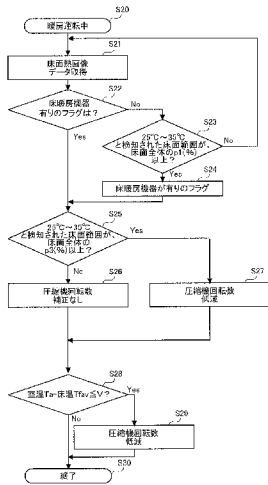 S20
暖房運転中
S21
床面熱画像
データ取得
S22
床暖房機器
有りのフラグは？
No
Yes
S23
25℃～35℃
と検知された床面範囲が、
床面全体のp1(%)
以上？
No
Yes
S24
床暖房機器が有りのフラグ
S25
25℃～35℃
と検知された床面範囲が、
床面全体の
p3(%)以上？
Yes
No
S26
圧縮機回転数
補正なし
S27
圧縮機回転数
低減
S28
室温Ta-床温Tfav≦V？
Yes
No
S29
圧縮機回転数
低減
S30
終了